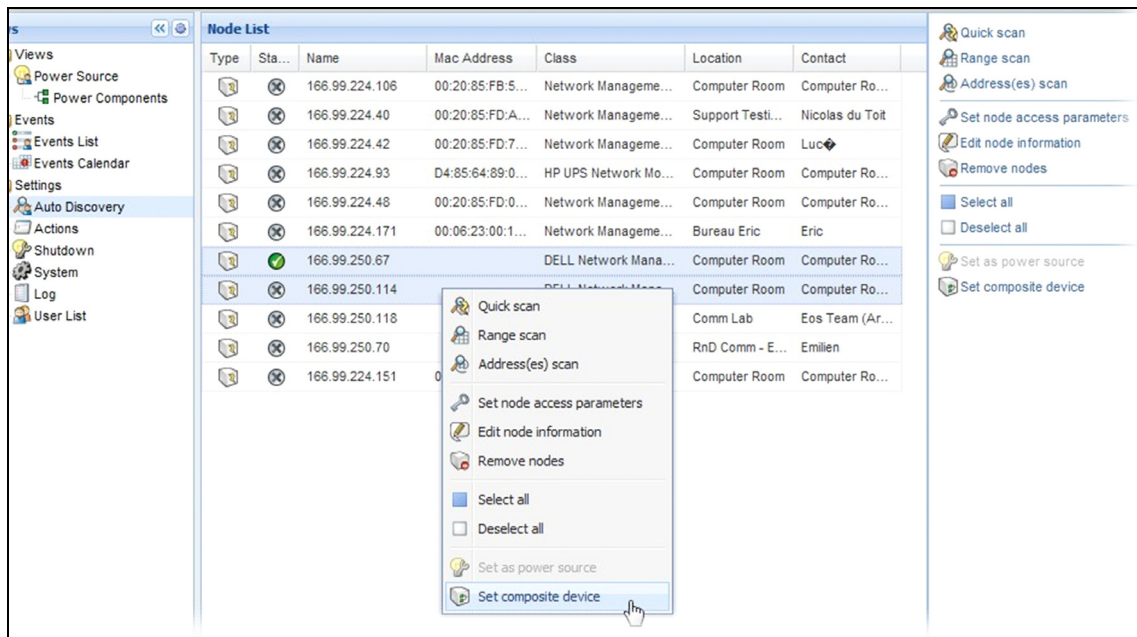 's
Views
Power Source
Power Components
Events
Events List
Events Calendar
Settings
Auto Discovery
Actions
Shutdown
System
Log
User List
Node List
Type Sta... Name Mac Address Class Location Contact
166.99.224.106 00:20:85:FB:5... Network Manageme... Computer Room Computer Ro...
166.99.224.40 00:20:85:FD:A... Network Manageme... Support Testi... Nicolas du Toit
166.99.224.42 00:20:85:FD:7... Network Manageme... Computer Room Luc�
166.99.224.93 D4:85:64:89:0... HP UPS Network Mo... Computer Room Computer Ro...
166.99.224.48 00:20:85:FD:0... Network Manageme... Computer Room Computer Ro...
166.99.224.171 00:06:23:00:1... Network Manageme... Bureau Eric Eric
166.99.250.67 DELL Network Mana... Computer Room Computer Ro...
166.99.250.114 DELL Network Mana... Computer Room Computer Ro...
166.99.250.118 Comm Lab Eos Team (Ar...
166.99.250.70 RnD Comm - E... Emilien
166.99.224.151 0 Computer Room Computer Ro...
Quick scan
Range scan
Address(es) scan
Set node access parameters
Edit node information
Remove nodes
Select all
Deselect all
Set as power source
Set composite device
Quick scan
Range scan
Address(es) scan
Set node access parameters
Edit node information
Remove nodes
Select all
Deselect all
Set as power source
Set composite device